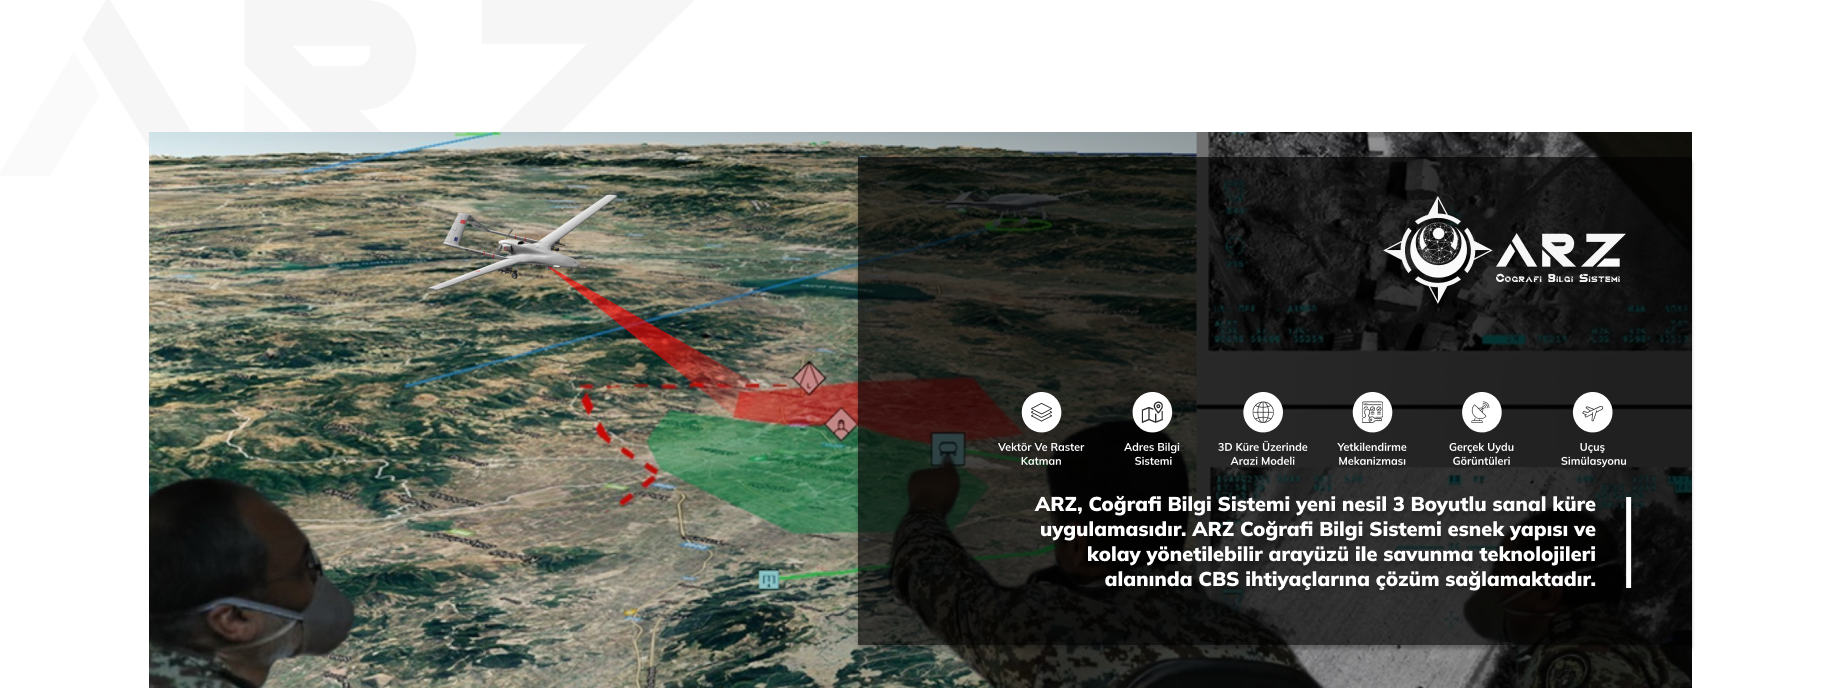 ARZ
ARZ
Coğrafi Bilgi Sistemi
Vektör Ve Raster
Katman
Adres Bilgi
Sistemi
3D Küre Üzerinde
Arazi Modeli
Yetkilendirme
Mekanizması
Gerçek Uydu
Görüntüleri
Uçuş
Simülasyonu
ARZ, Coğrafi Bilgi Sistemi yeni nesil 3 Boyutlu sanal küre
uygulamasıdır. ARZ Coğrafi Bilgi Sistemi esnek yapısı ve
kolay yönetilebilir arayüzü ile savunma teknolojileri
alanında CBS ihtiyaçlarına çözüm sağlamaktadır.